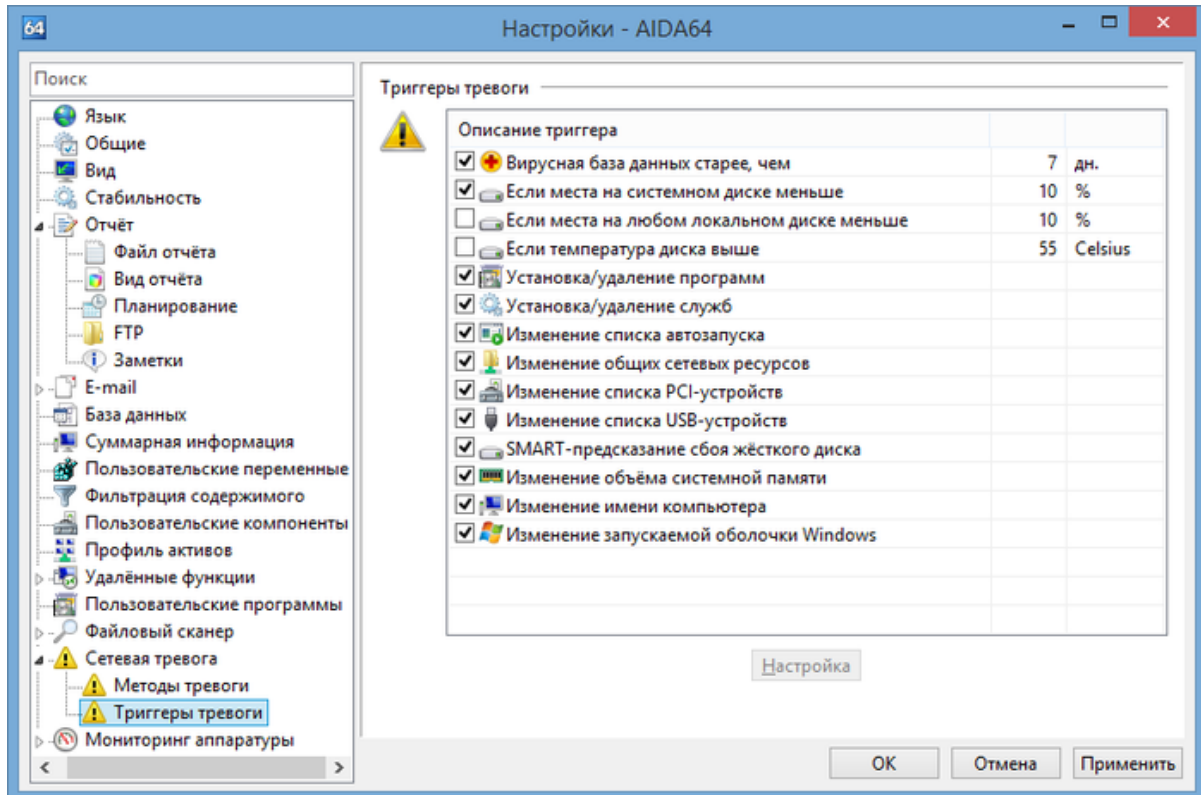 64
Настройки - AIDA64
Поиск
Язык
Общие
Вид
Стабильность
Отчёт
Файл отчёта
Вид отчёта
Планирование
FTP
Заметки
E-mail
База данных
Суммарная информация
Пользовательские переменные
Фильтрация содержимого
Пользовательские компоненты
Профиль активов
Удалённые функции
Пользовательские программы
Файловый сканер
Сетевая тревога
Методы тревоги
Триггеры тревоги
Мониторинг аппаратуры
Триггеры тревоги
Описание триггера
Вирусная база данных старее, чем 7 дн.
Если места на системном диске меньше 10 %
Если места на любом локальном диске меньше 10 %
Если температура диска выше 55 Celsius
Установка/удаление программ
Установка/удаление служб
Изменение списка автозапуска
Изменение общих сетевых ресурсов
Изменение списка PCI-устройств
Изменение списка USB-устройств
SMART-предсказание сбоя жёсткого диска
Изменение объёма системной памяти
Изменение имени компьютера
Изменение запускаемой оболочки Windows
Настройка
OK Отмена Применить